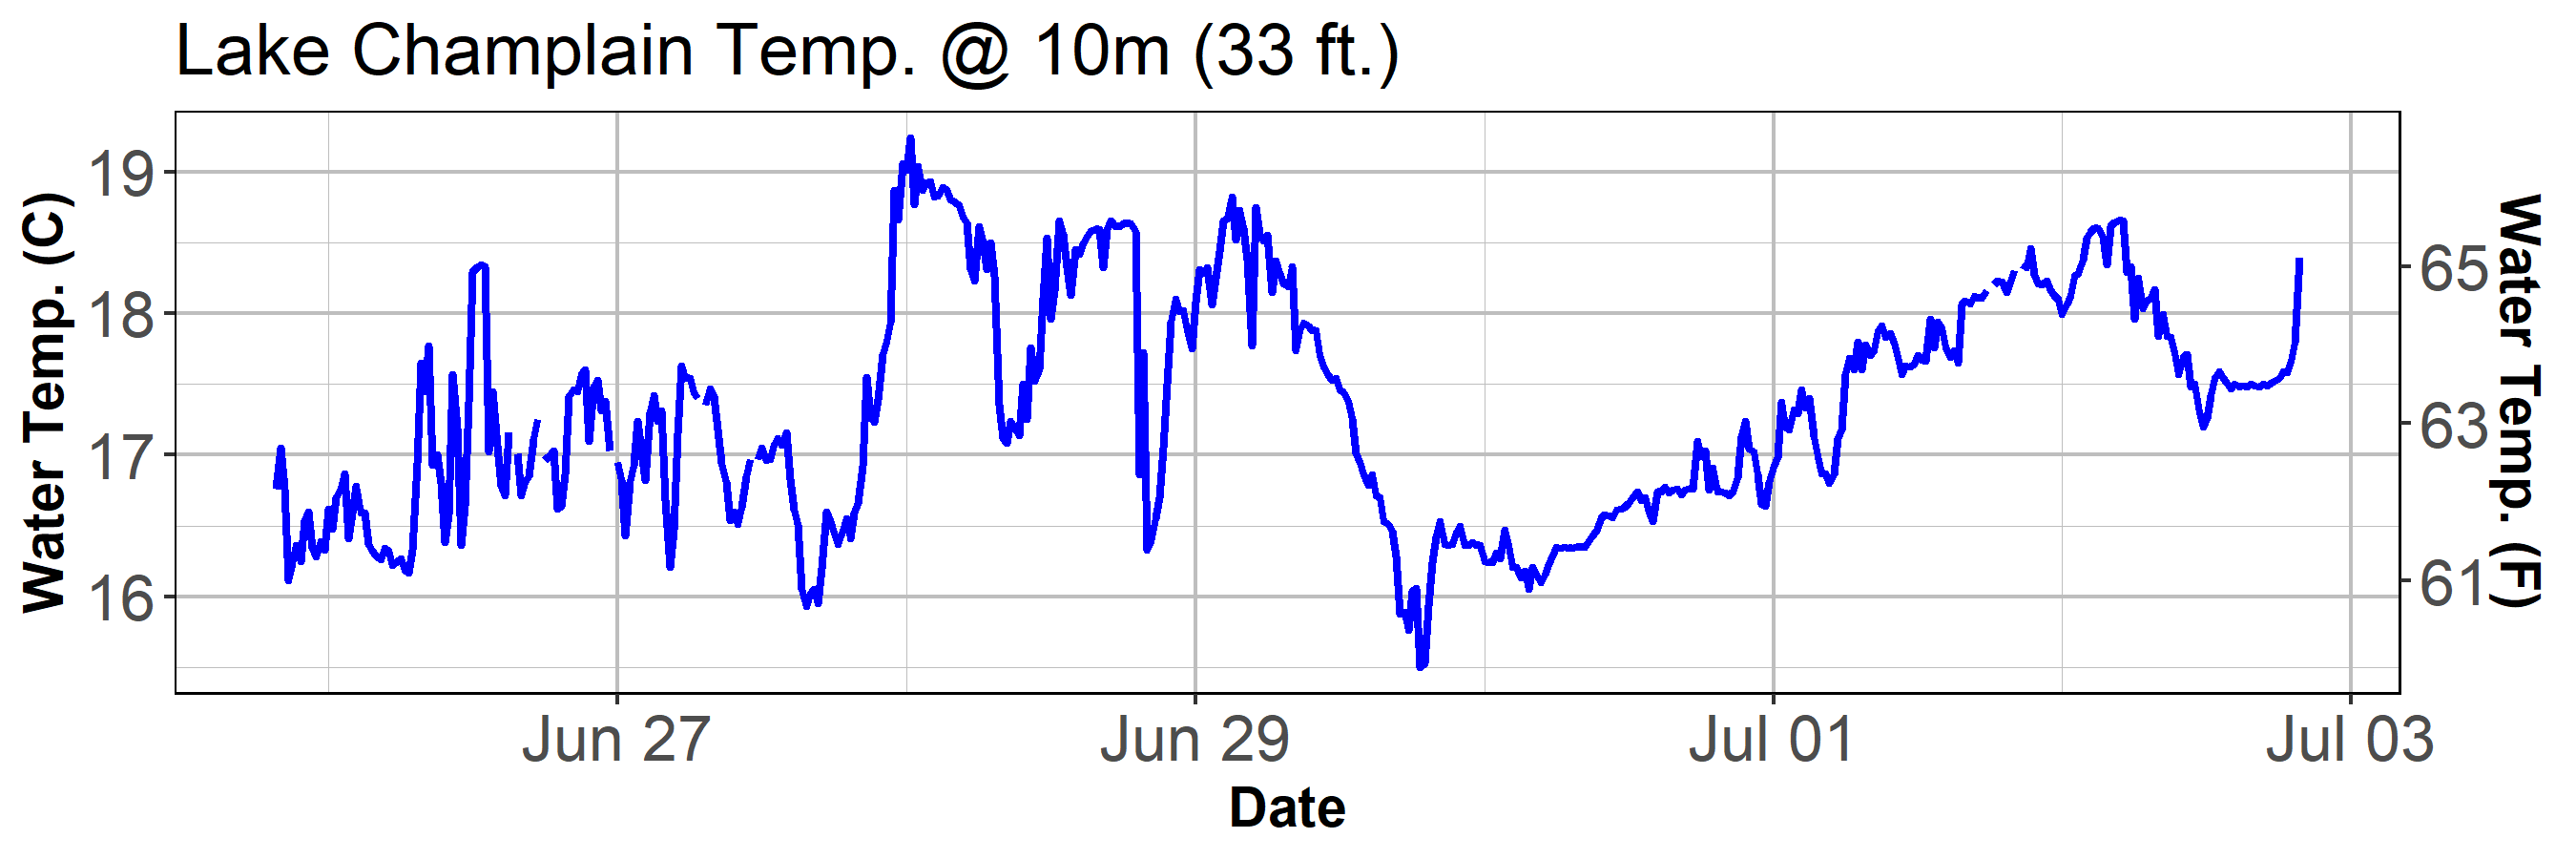 Lake Champlain Temp. @ 10m (33 ft.)
Water Temp. (C)
19
18
17
16
65
63
61
Water Temp. (F)
Jun 27
Jun 29
Jul 01
Jul 03
Date